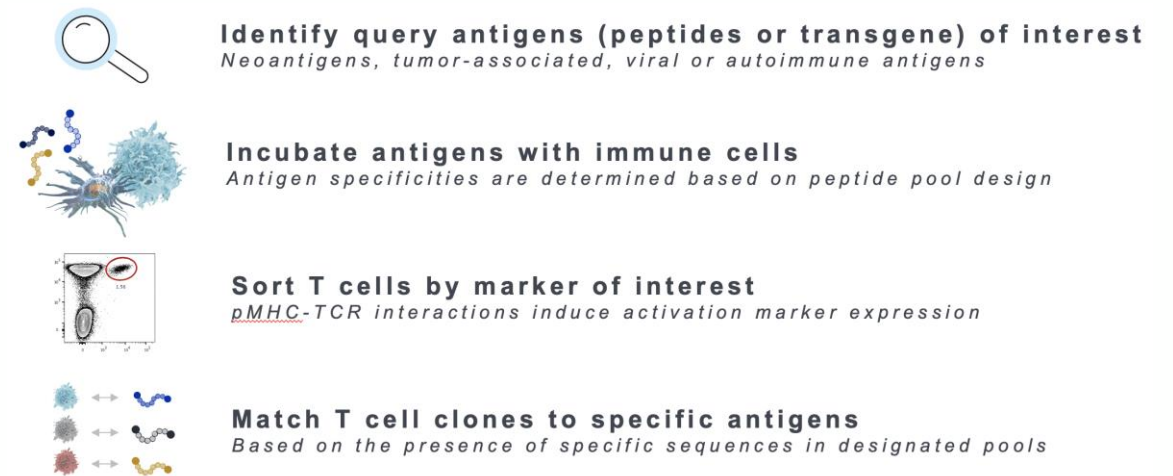 Identify query antigens (peptides or transgene) of interest
Neoantigens, tumor-associated, viral or autoimmune antigens
Incubate antigens with immune cells
Antigen specificities are determined based on peptide pool design
Sort T cells by marker of interest
pMHC-TCR interactions induce activation marker expression
Match T cell clones to specific antigens
Based on the presence of specific sequences in designated pools